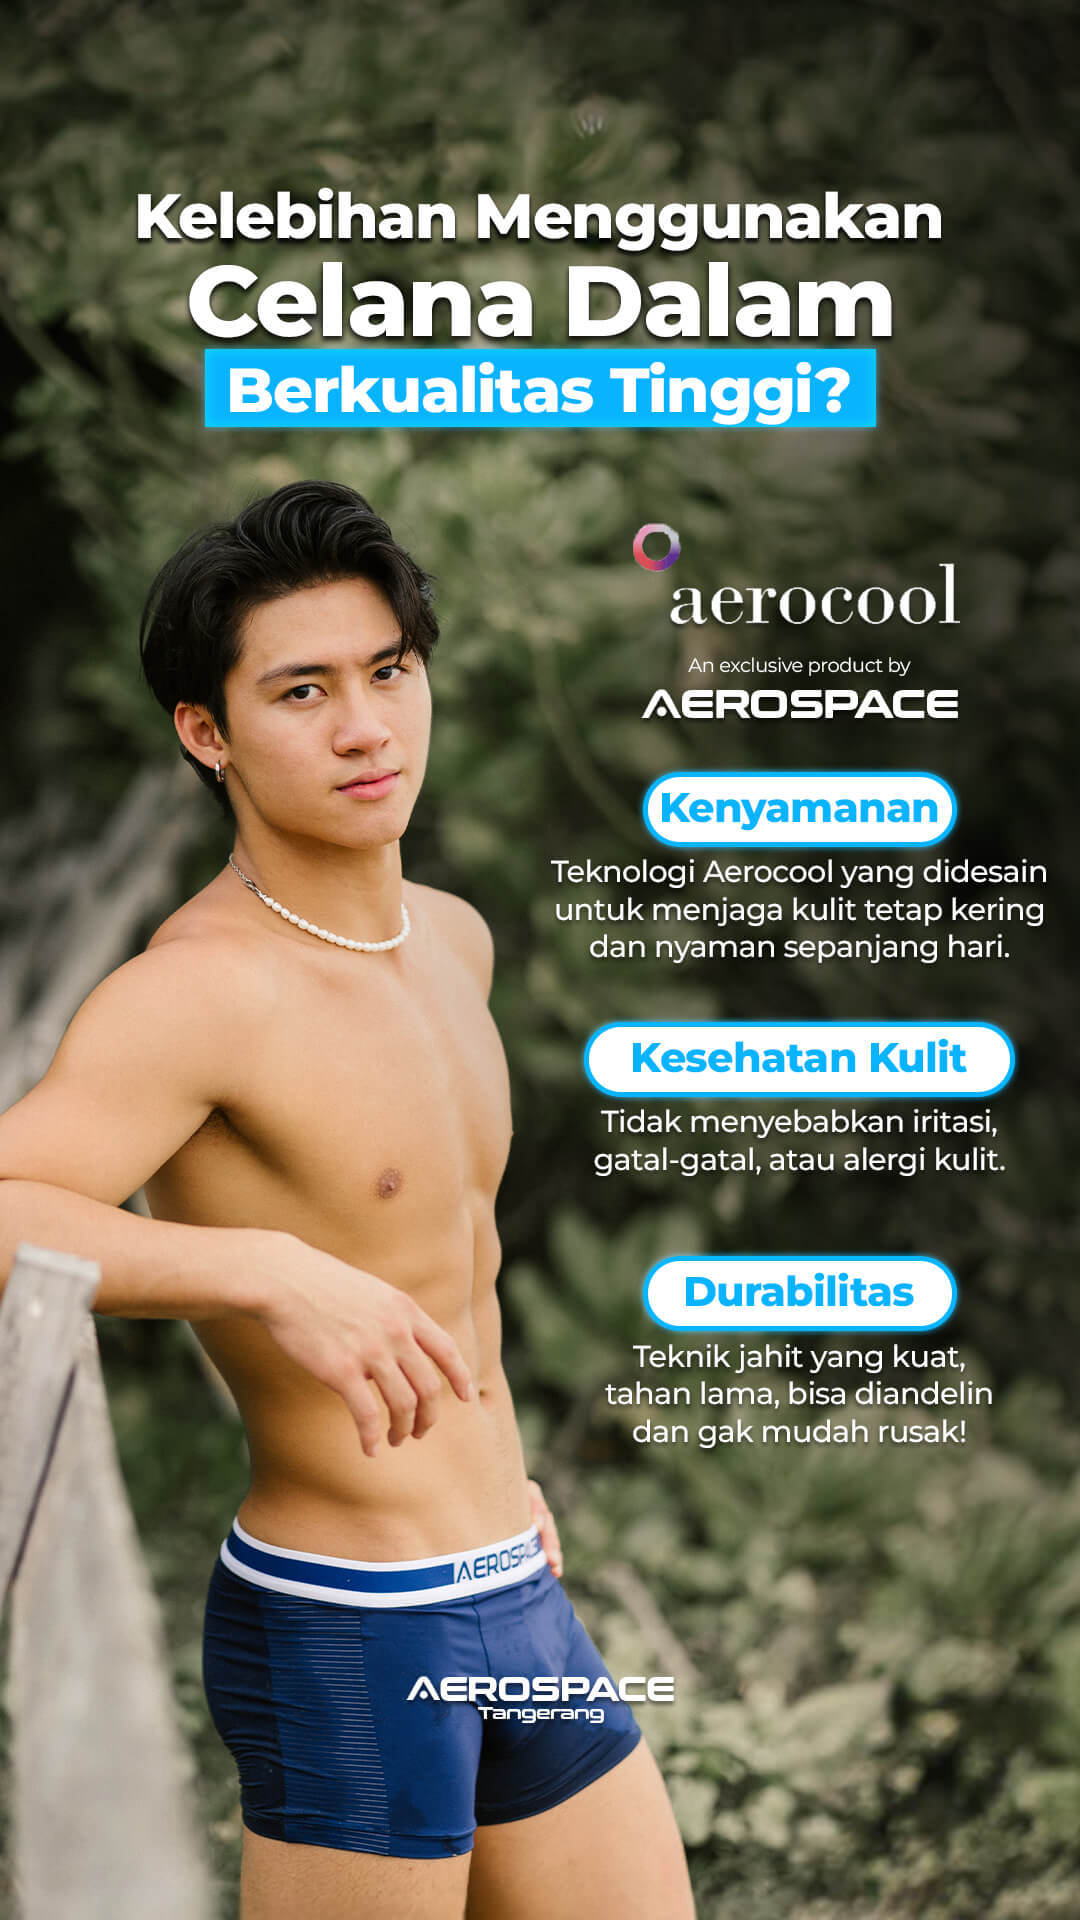 Kelebihan Menggunakan
Celana Dalam
Berkualitas Tinggi?
aerocool
An exclusive product by
AEROSPACE
Kenyamanan
Teknologi Aerocool yang didesain
untuk menjaga kulit tetap kering
dan nyaman sepanjang hari.
Kesehatan Kulit
Tidak menyebabkan iritasi,
gatal-gatal, atau alergi kulit.
Durabilitas
Teknik jahit yang kuat,
tahan lama, bisa diandelin
dan gak mudah rusak!
AEROSPACE
AEROSPACE
Tangerang